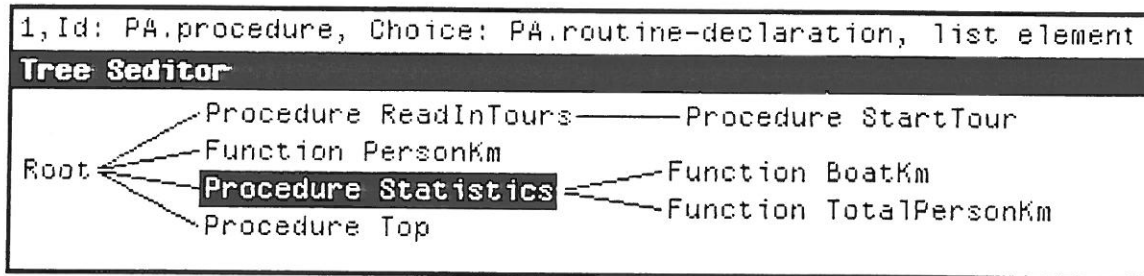 1,Id: PA.procedure, Choice: PA.routine-declaration, list element
Tree Seditor
Procedure ReadInTours Procedure StartTour
Function PersonKm
Root
Function BoatKm
Procedure Statistics
Function TotalPersonKm
Procedure Top